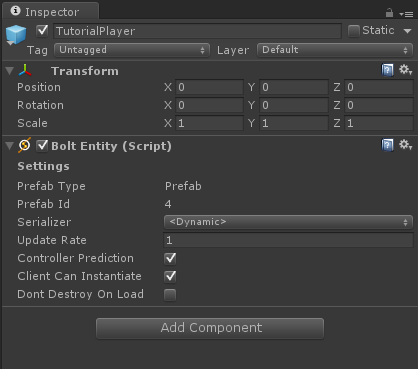 Inspector
TutorialPlayer Static
Tag Untagged Layer Default
Transform
Position X 0 Y 0 Z 0
Rotation X 0 Y 0 Z 0
Scale X 1 Y 1 Z 1
Bolt Entity (Script)
Settings
Prefab Type Prefab
Prefab Id 4
Serializer <Dynamic>
Update Rate 1
Controller Prediction
Client Can Instantiate
Dont Destroy On Load
Add Component